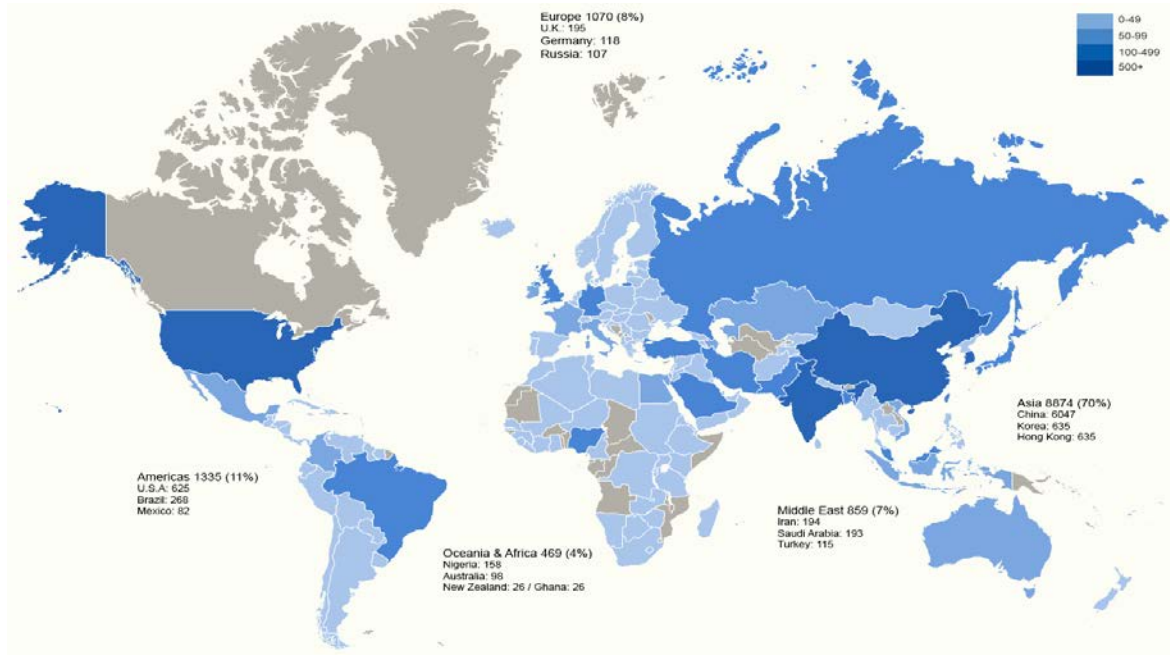 Europe 1070 (8%)
U.K.: 195
Germany: 118
Russia: 107
0-49
50-99
100-499
500+
Asia 8874 (70%)
China: 6047
Korea: 635
Hong Kong: 635
Americas 1335 (11%)
U.S.A: 625
Brazil: 268
Mexico: 82
Middle East 859 (7%)
Iran: 194
Saudi Arabia: 193
Turkey: 115
Oceania & Africa 469 (4%)
Nigeria: 158
Australia: 98
New Zealand: 26 / Ghana: 26